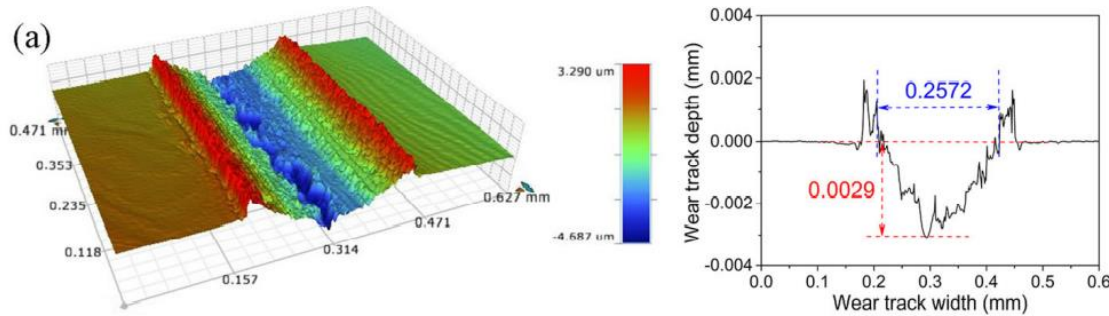 (a)
3.290 um
-4.687 um
0.471 mm
0.353
0.235
0.118
0.157
0.314
0.471
0.627 mm
Wear track depth (mm)
0.004
0.002
0.000
-0.002
-0.004
0.2572
0.0029
0.0 0.1 0.2 0.3 0.4 0.5 0.6
Wear track width (mm)